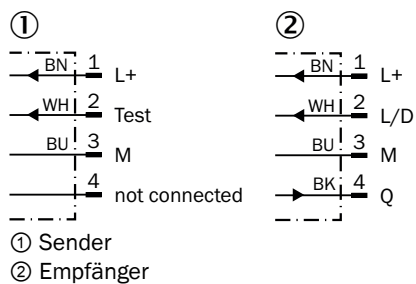 ① ②
BN 1 L+
WH 2 Test
BU 3 M
4 not connected
BN 1 L+
WH 2 L/D
BU 3 M
BK 4 Q
① Sender
② Empfänger